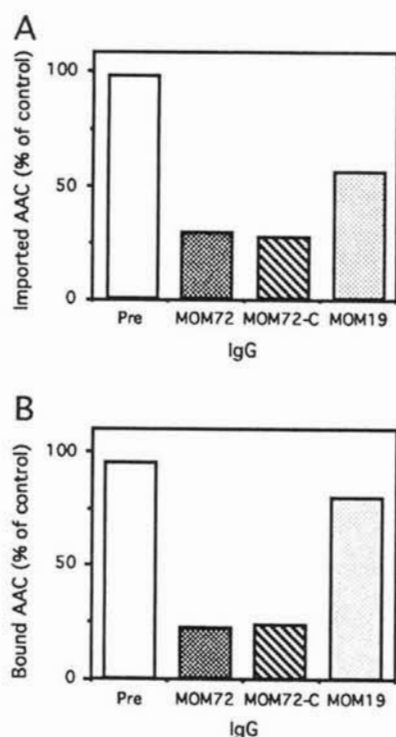 A
Imported AAC (% of control)
100
50
0
Pre MOM72 MOM72-C MOM19
IgG
B
Bound AAC (% of control)
100
50
0
Pre MOM72 MOM72-C MOM19
IgG